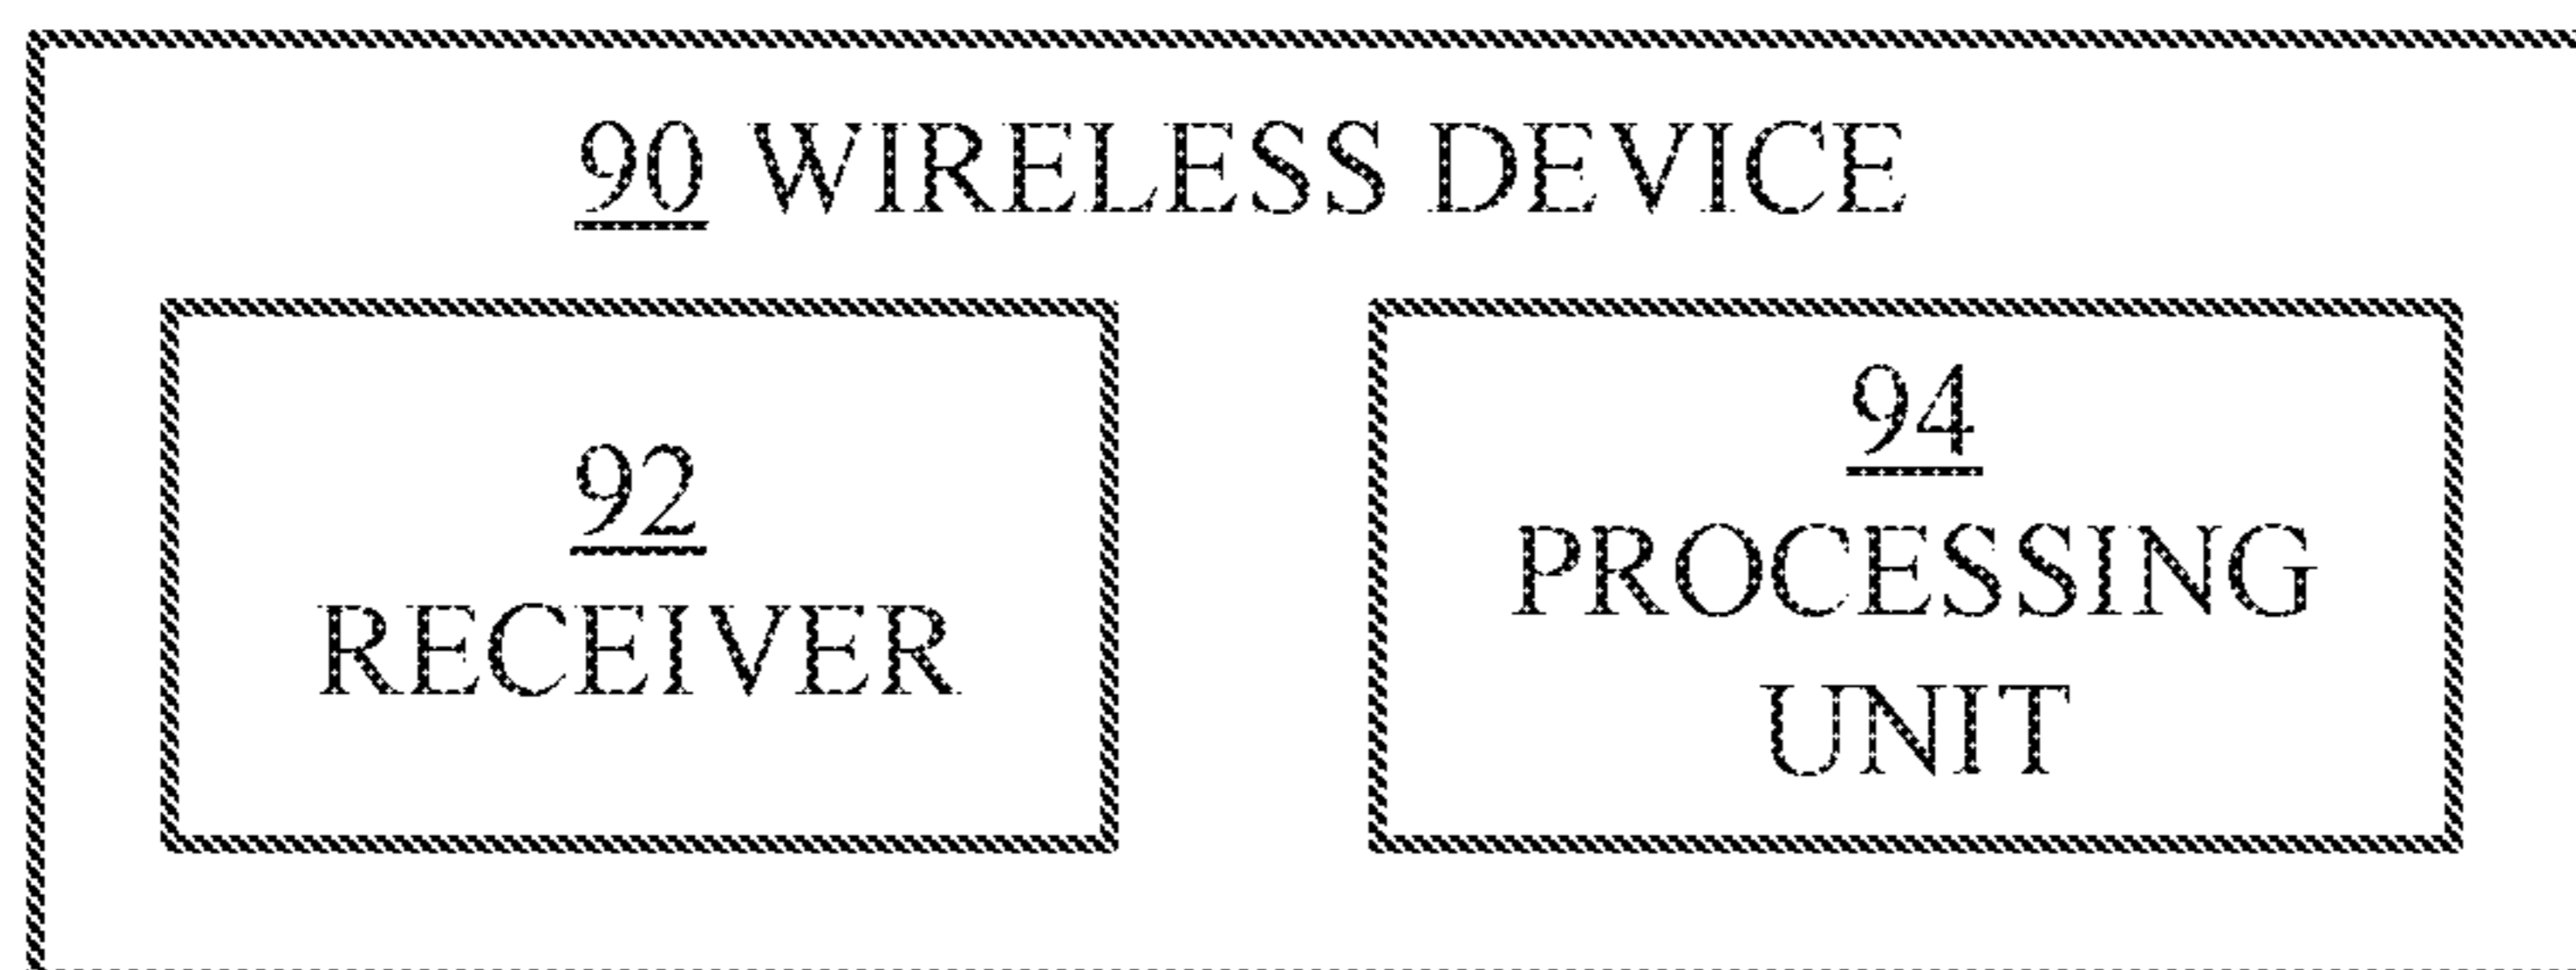 90 WIRELESS DEVICE
92
RECEIVER
94
PROCESSING
UNIT